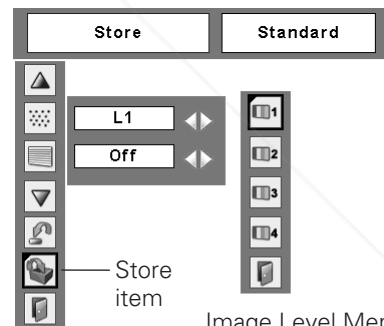 Store Standard
L1
Off
1
2
3
4
Store
item
Image Level Men